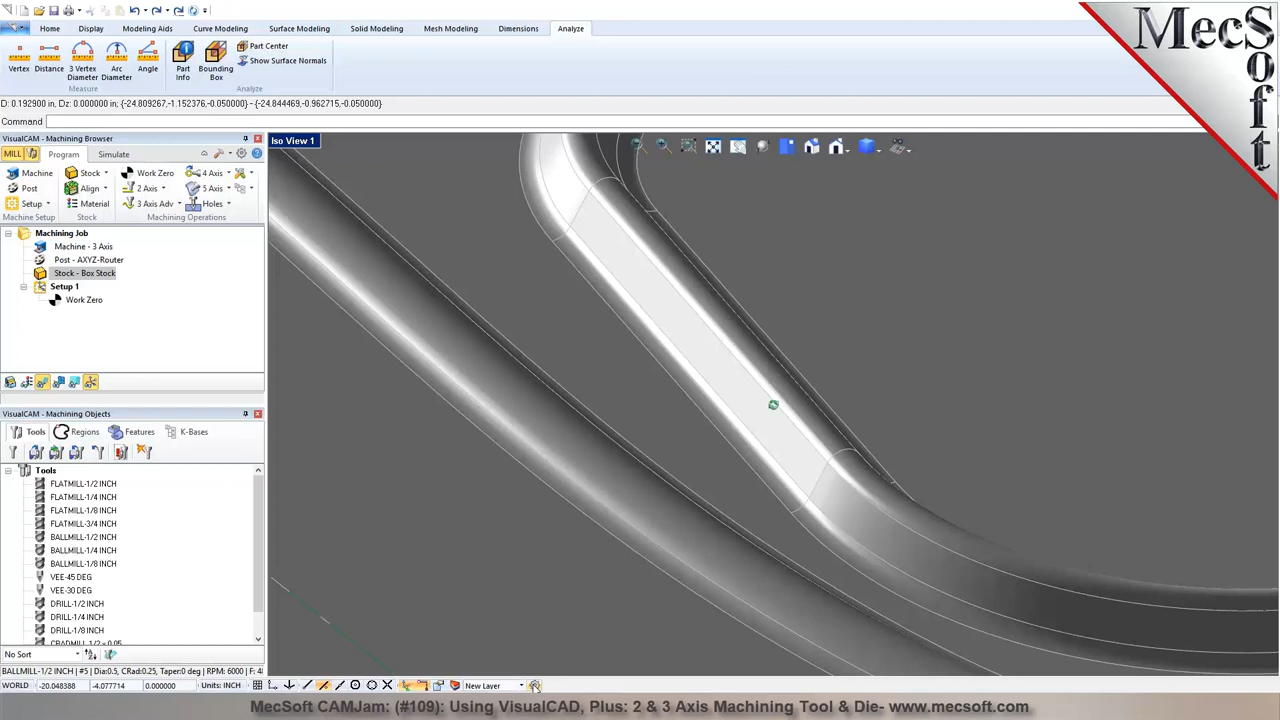 MecSoft
Home Display Modeling Aids Curve Modeling Surface Modeling Solid Modeling Mesh Modeling Dimensions Analyze
Vertex Distance 3 Vertex Diameter Arc Diameter Angle
Measure
Part Info Bounding Box Part Center
Show Surface Normals
Analyze
D: 0.192900 in, Dz: 0.000000 in; {-24.809267,-1.152376,-0.050000} - {-24.844469,-0.962715,-0.050000}
Command
VisualCAM - Machining Browser
MILL Program Simulate
Machine Stock Work Zero 4 Axis
Post Align 2 Axis 5 Axis
Setup Material 3 Axis Adv Holes
Machine Setup Stock Machining Operations
Machining Job
Machine - 3 Axis
Post - AXYZ-Router
Stock - Box Stock
Setup 1
Work Zero
Iso View 1
VisualCAM - Machining Objects
Tools Regions Features K-Bases
Tools
FLATMILL-1/2 INCH
FLATMILL-1/4 INCH
FLATMILL-1/8 INCH
FLATMILL-3/4 INCH
BALLMILL-1/2 INCH
BALLMILL-1/4 INCH
BALLMILL-1/8 INCH
VEE-45 DEG
VEE-30 DEG
DRILL-1/2 INCH
DRILL-1/4 INCH
DRILL-1/8 INCH
No Sort
BALLMILL-1/2 INCH | #5 | Dia:0.5, CRad:0.25, Taper:0 deg | RPM: 6000 | F: 4
WORLD -20.048388 -4.077714 0.000000 Units: INCH New Layer
MecSoft CAMJam: (#109): Using VisualCAD, Plus: 2 & 3 Axis Machining Tool & Die- www.mecsoft.com